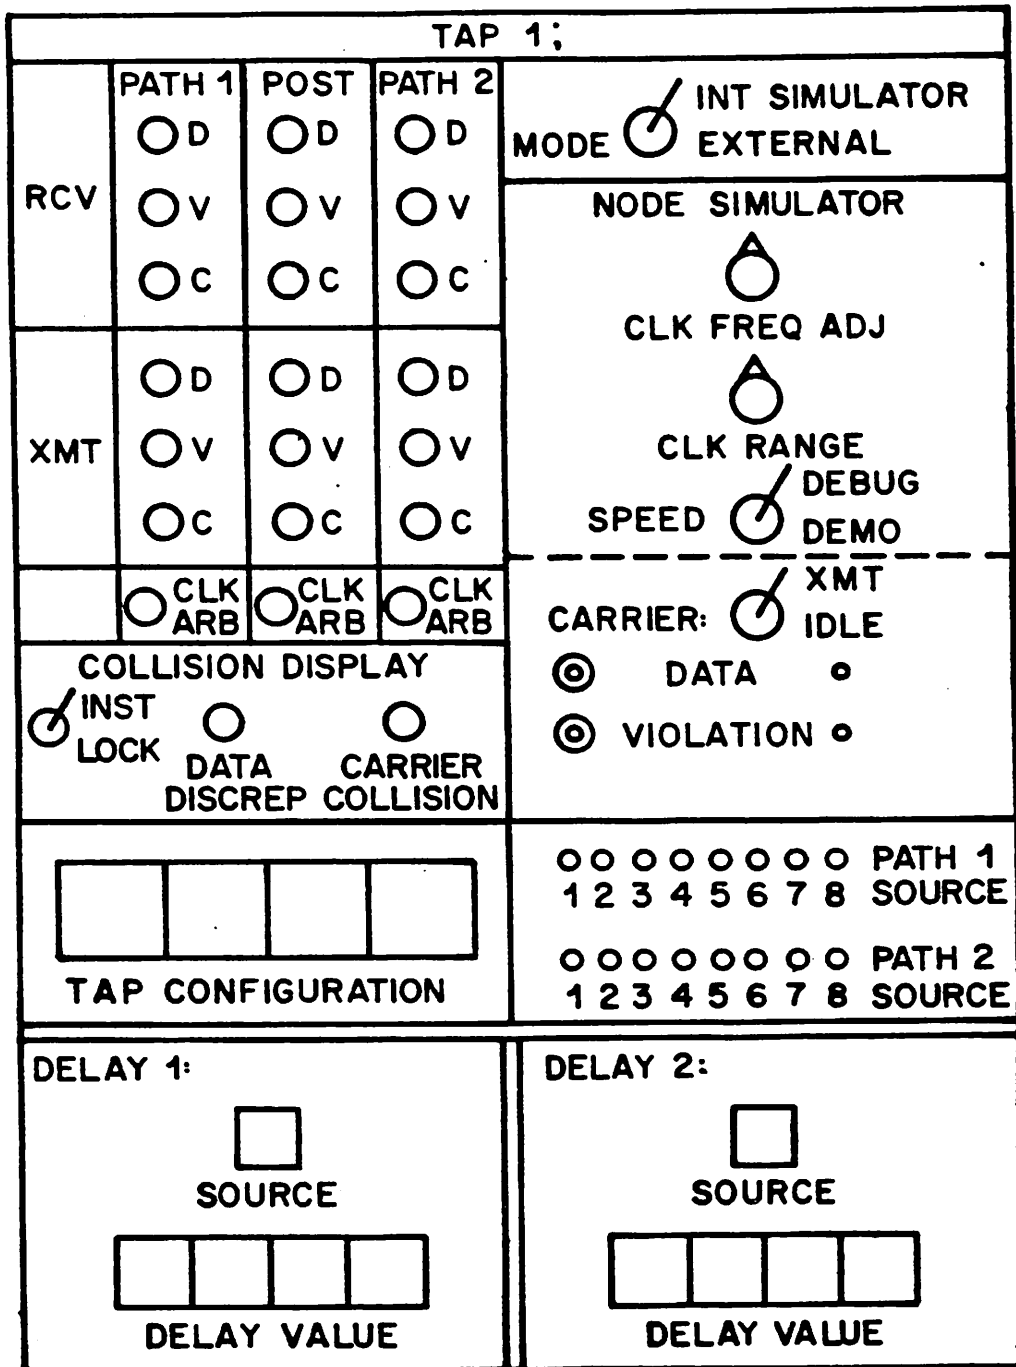 TAP 1;
PATH 1 POST PATH 2
RCV
D D D
V V V
C C C
XMT
D D D
V V V
C C C
CLK CLK CLK
ARB ARB ARB
INT SIMULATOR
MODE EXTERNAL
NODE SIMULATOR
CLK FREQ ADJ
CLK RANGE
DEBUG
SPEED DEMO
XMT
CARRIER: IDLE
DATA
VIOLATION
COLLISION DISPLAY
INST
LOCK
DATA CARRIER
DISCREP COLLISION
TAP CONFIGURATION
PATH 1
1 2 3 4 5 6 7 8 SOURCE
PATH 2
1 2 3 4 5 6 7 8 SOURCE
DELAY 1:
SOURCE
DELAY VALUE
DELAY 2:
SOURCE
DELAY VALUE